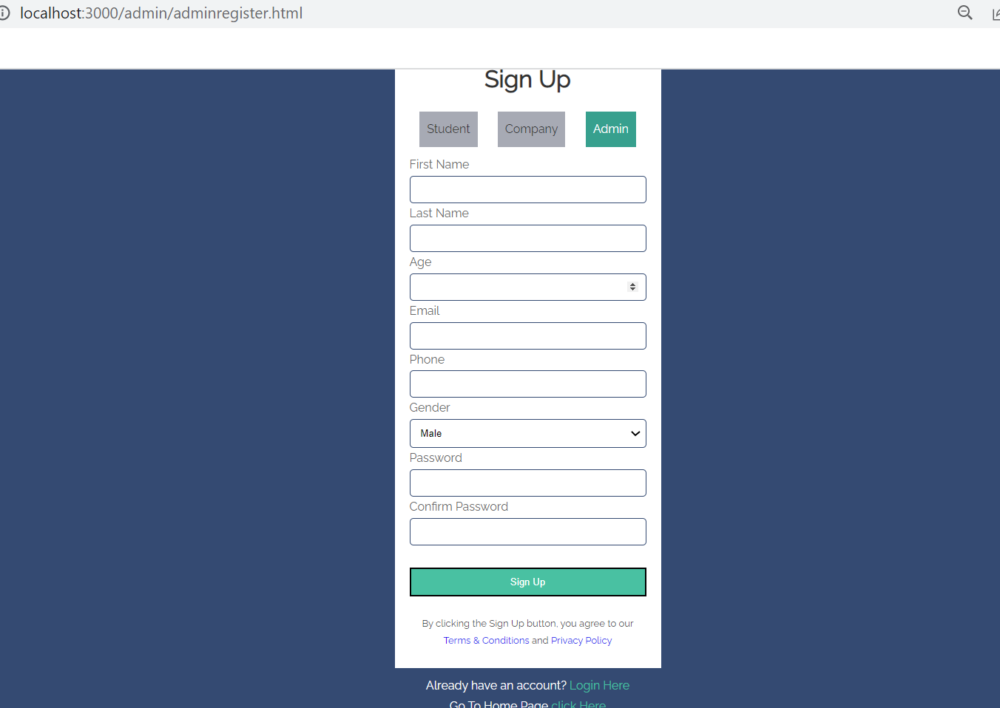 localhost:3000/admin/adminregister.html
Sign Up
Student Company Admin
First Name
Last Name
Age
Email
Phone
Gender
Male
Password
Confirm Password
Sign Up
By clicking the Sign Up button, you agree to our
Terms & Conditions and Privacy Policy
Already have an account? Login Here
Go To Home Page click Here